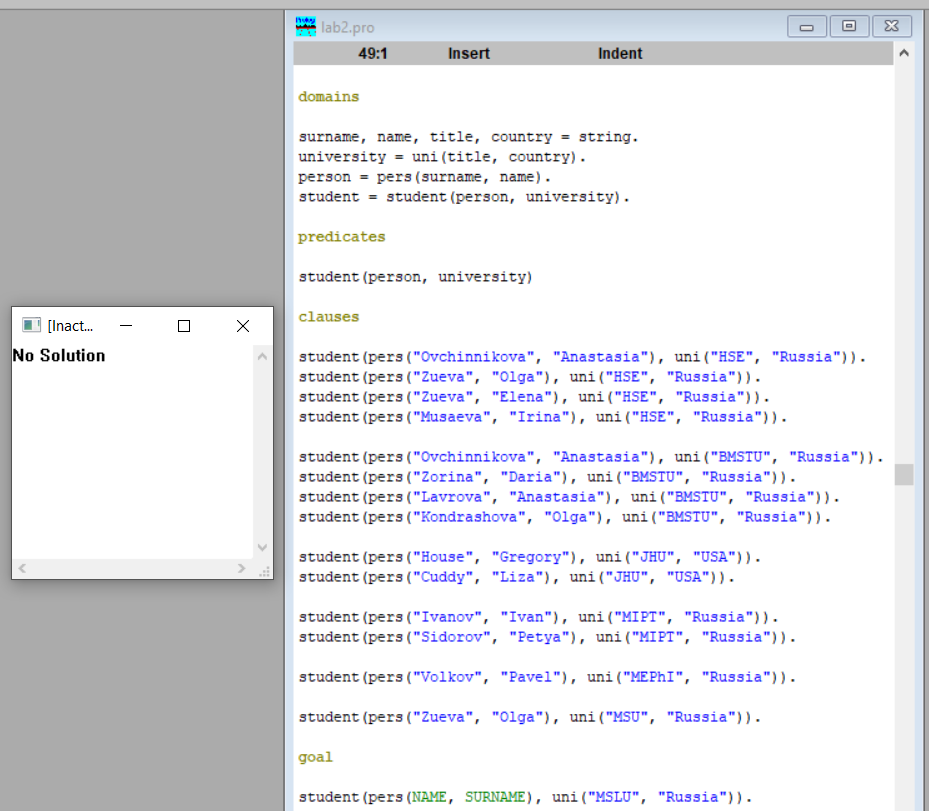 lab2.pro
49:1 Insert Indent
domains
surname, name, title, country = string.
university = uni(title, country).
person = pers(surname, name).
student = student(person, university).
predicates
student(person, university)
clauses
student(pers("Ovchinnikova", "Anastasia"), uni("HSE", "Russia")).
student(pers("Zueva", "Olga"), uni("HSE", "Russia")).
student(pers("Zueva", "Elena"), uni("HSE", "Russia")).
student(pers("Musaeva", "Irina"), uni("HSE", "Russia")).
student(pers("Ovchinnikova", "Anastasia"), uni("BMSTU", "Russia")).
student(pers("Zorina", "Daria"), uni("BMSTU", "Russia")).
student(pers("Lavrova", "Anastasia"), uni("BMSTU", "Russia")).
student(pers("Kondrashova", "Olga"), uni("BMSTU", "Russia")).
student(pers("House", "Gregory"), uni("JHU", "USA")).
student(pers("Cuddy", "Liza"), uni("JHU", "USA")).
student(pers("Ivanov", "Ivan"), uni("MIPT", "Russia")).
student(pers("Sidorov", "Petya"), uni("MIPT", "Russia")).
student(pers("Volkov", "Pavel"), uni("MEPhI", "Russia")).
student(pers("Zueva", "Olga"), uni("MSU", "Russia")).
goal
student(pers(NAME, SURNAME), uni("MSLU", "Russia")).
[Inact...
No Solution